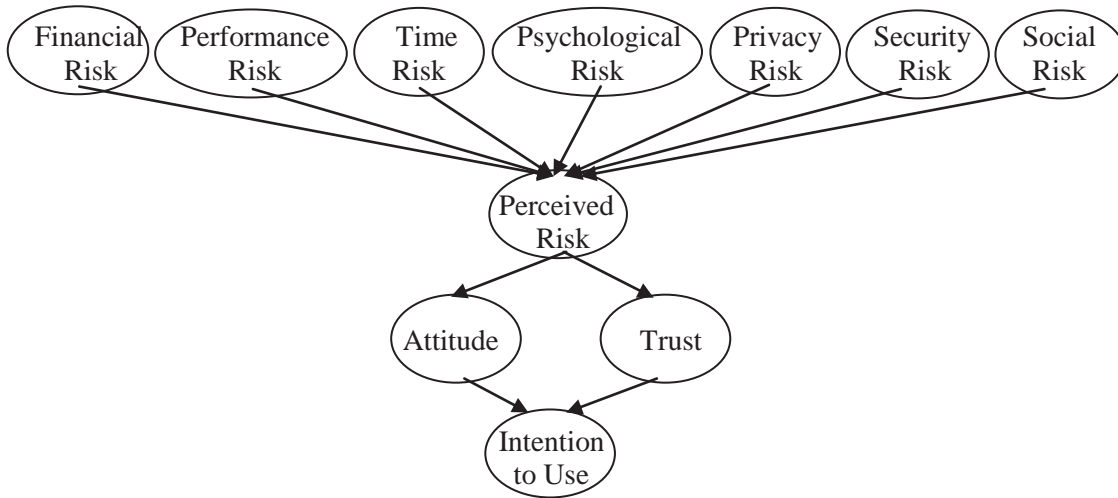 Financial Risk
Performance Risk
Time Risk
Psychological Risk
Privacy Risk
Security Risk
Social Risk
Perceived Risk
Attitude
Trust
Intention to Use